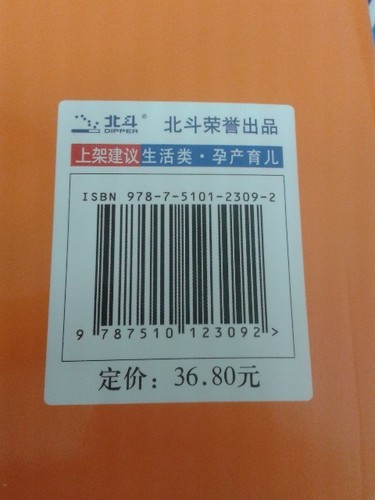 北斗® 北斗荣誉出品
DIPPER
上架建议 生活类·孕产育儿
ISBN 978-7-5101-2309-2
9 787510 123092 >
定价：36.80元